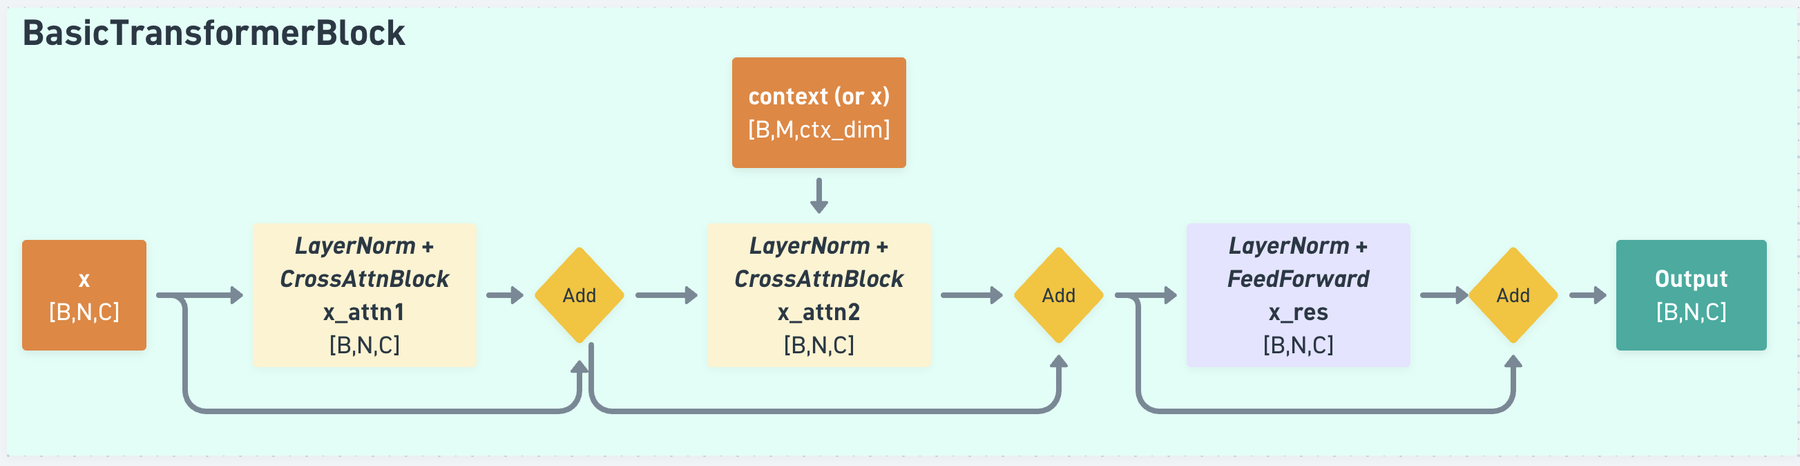 BasicTransformerBlock
context (or x)
[B,M,ctx_dim]
x
[B,N,C]
LayerNorm +
CrossAttnBlock
x_attn1
[B,N,C]
Add
LayerNorm +
CrossAttnBlock
x_attn2
[B,N,C]
Add
LayerNorm +
FeedForward
x_res
[B,N,C]
Add
Output
[B,N,C]